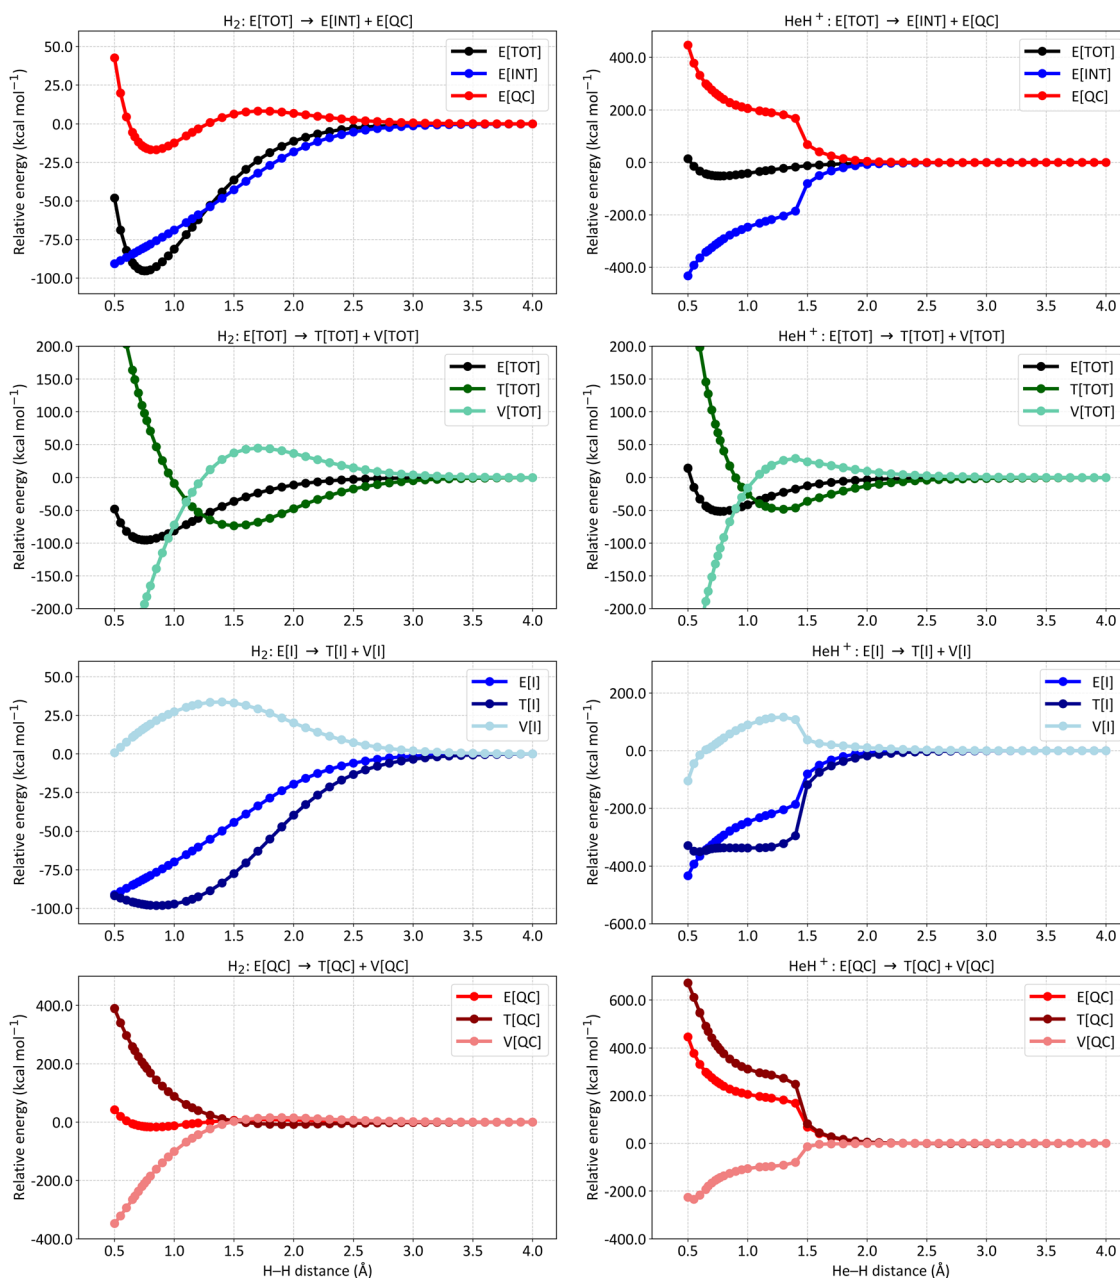 H₂: E[TOT] → E[INT] + E[QC]
Relative energy (kcal mol⁻¹)
50.0
25.0
0.0
-25.0
-50.0
-75.0
-100.0
E[TOT]
E[INT]
E[QC]
0.5 1.0 1.5 2.0 2.5 3.0 3.5 4.0
HeH⁺: E[TOT] → E[INT] + E[QC]
Relative energy (kcal mol⁻¹)
400.0
200.0
0.0
-200.0
-400.0
E[TOT]
E[INT]
E[QC]
0.5 1.0 1.5 2.0 2.5 3.0 3.5 4.0
H₂: E[TOT] → T[TOT] + V[TOT]
Relative energy (kcal mol⁻¹)
200.0
150.0
100.0
50.0
0.0
-50.0
-100.0
-150.0
-200.0
E[TOT]
T[TOT]
V[TOT]
0.5 1.0 1.5 2.0 2.5 3.0 3.5 4.0
HeH⁺: E[TOT] → T[TOT] + V[TOT]
Relative energy (kcal mol⁻¹)
200.0
150.0
100.0
50.0
0.0
-50.0
-100.0
-150.0
-200.0
E[TOT]
T[TOT]
V[TOT]
0.5 1.0 1.5 2.0 2.5 3.0 3.5 4.0
H₂: E[I] → T[I] + V[I]
Relative energy (kcal mol⁻¹)
50.0
25.0
0.0
-25.0
-50.0
-75.0
-100.0
E[I]
T[I]
V[I]
0.5 1.0 1.5 2.0 2.5 3.0 3.5 4.0
HeH⁺: E[I] → T[I] + V[I]
Relative energy (kcal mol⁻¹)
200.0
0.0
-200.0
-400.0
-600.0
E[I]
T[I]
V[I]
0.5 1.0 1.5 2.0 2.5 3.0 3.5 4.0
H₂: E[QC] → T[QC] + V[QC]
Relative energy (kcal mol⁻¹)
400.0
200.0
0.0
-200.0
-400.0
E[QC]
T[QC]
V[QC]
0.5 1.0 1.5 2.0 2.5 3.0 3.5 4.0
H–H distance (Å)
HeH⁺: E[QC] → T[QC] + V[QC]
Relative energy (kcal mol⁻¹)
600.0
400.0
200.0
0.0
-200.0
-400.0
E[QC]
T[QC]
V[QC]
0.5 1.0 1.5 2.0 2.5 3.0 3.5 4.0
He–H distance (Å)